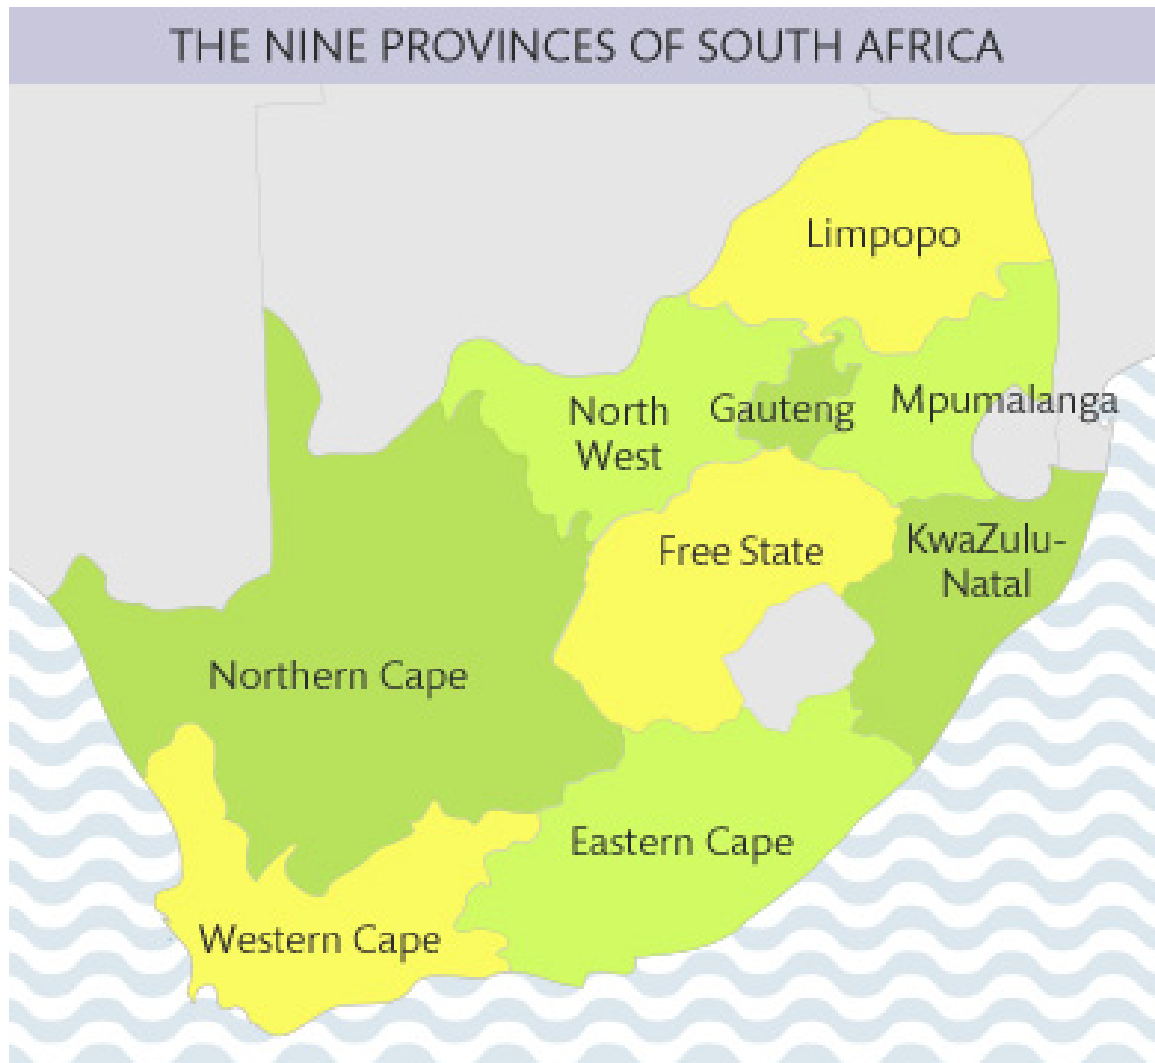 THE NINE PROVINCES OF SOUTH AFRICA
Limpopo
North
West
Gauteng
Mpumalanga
Free State
KwaZulu-
Natal
Northern Cape
Eastern Cape
Western Cape